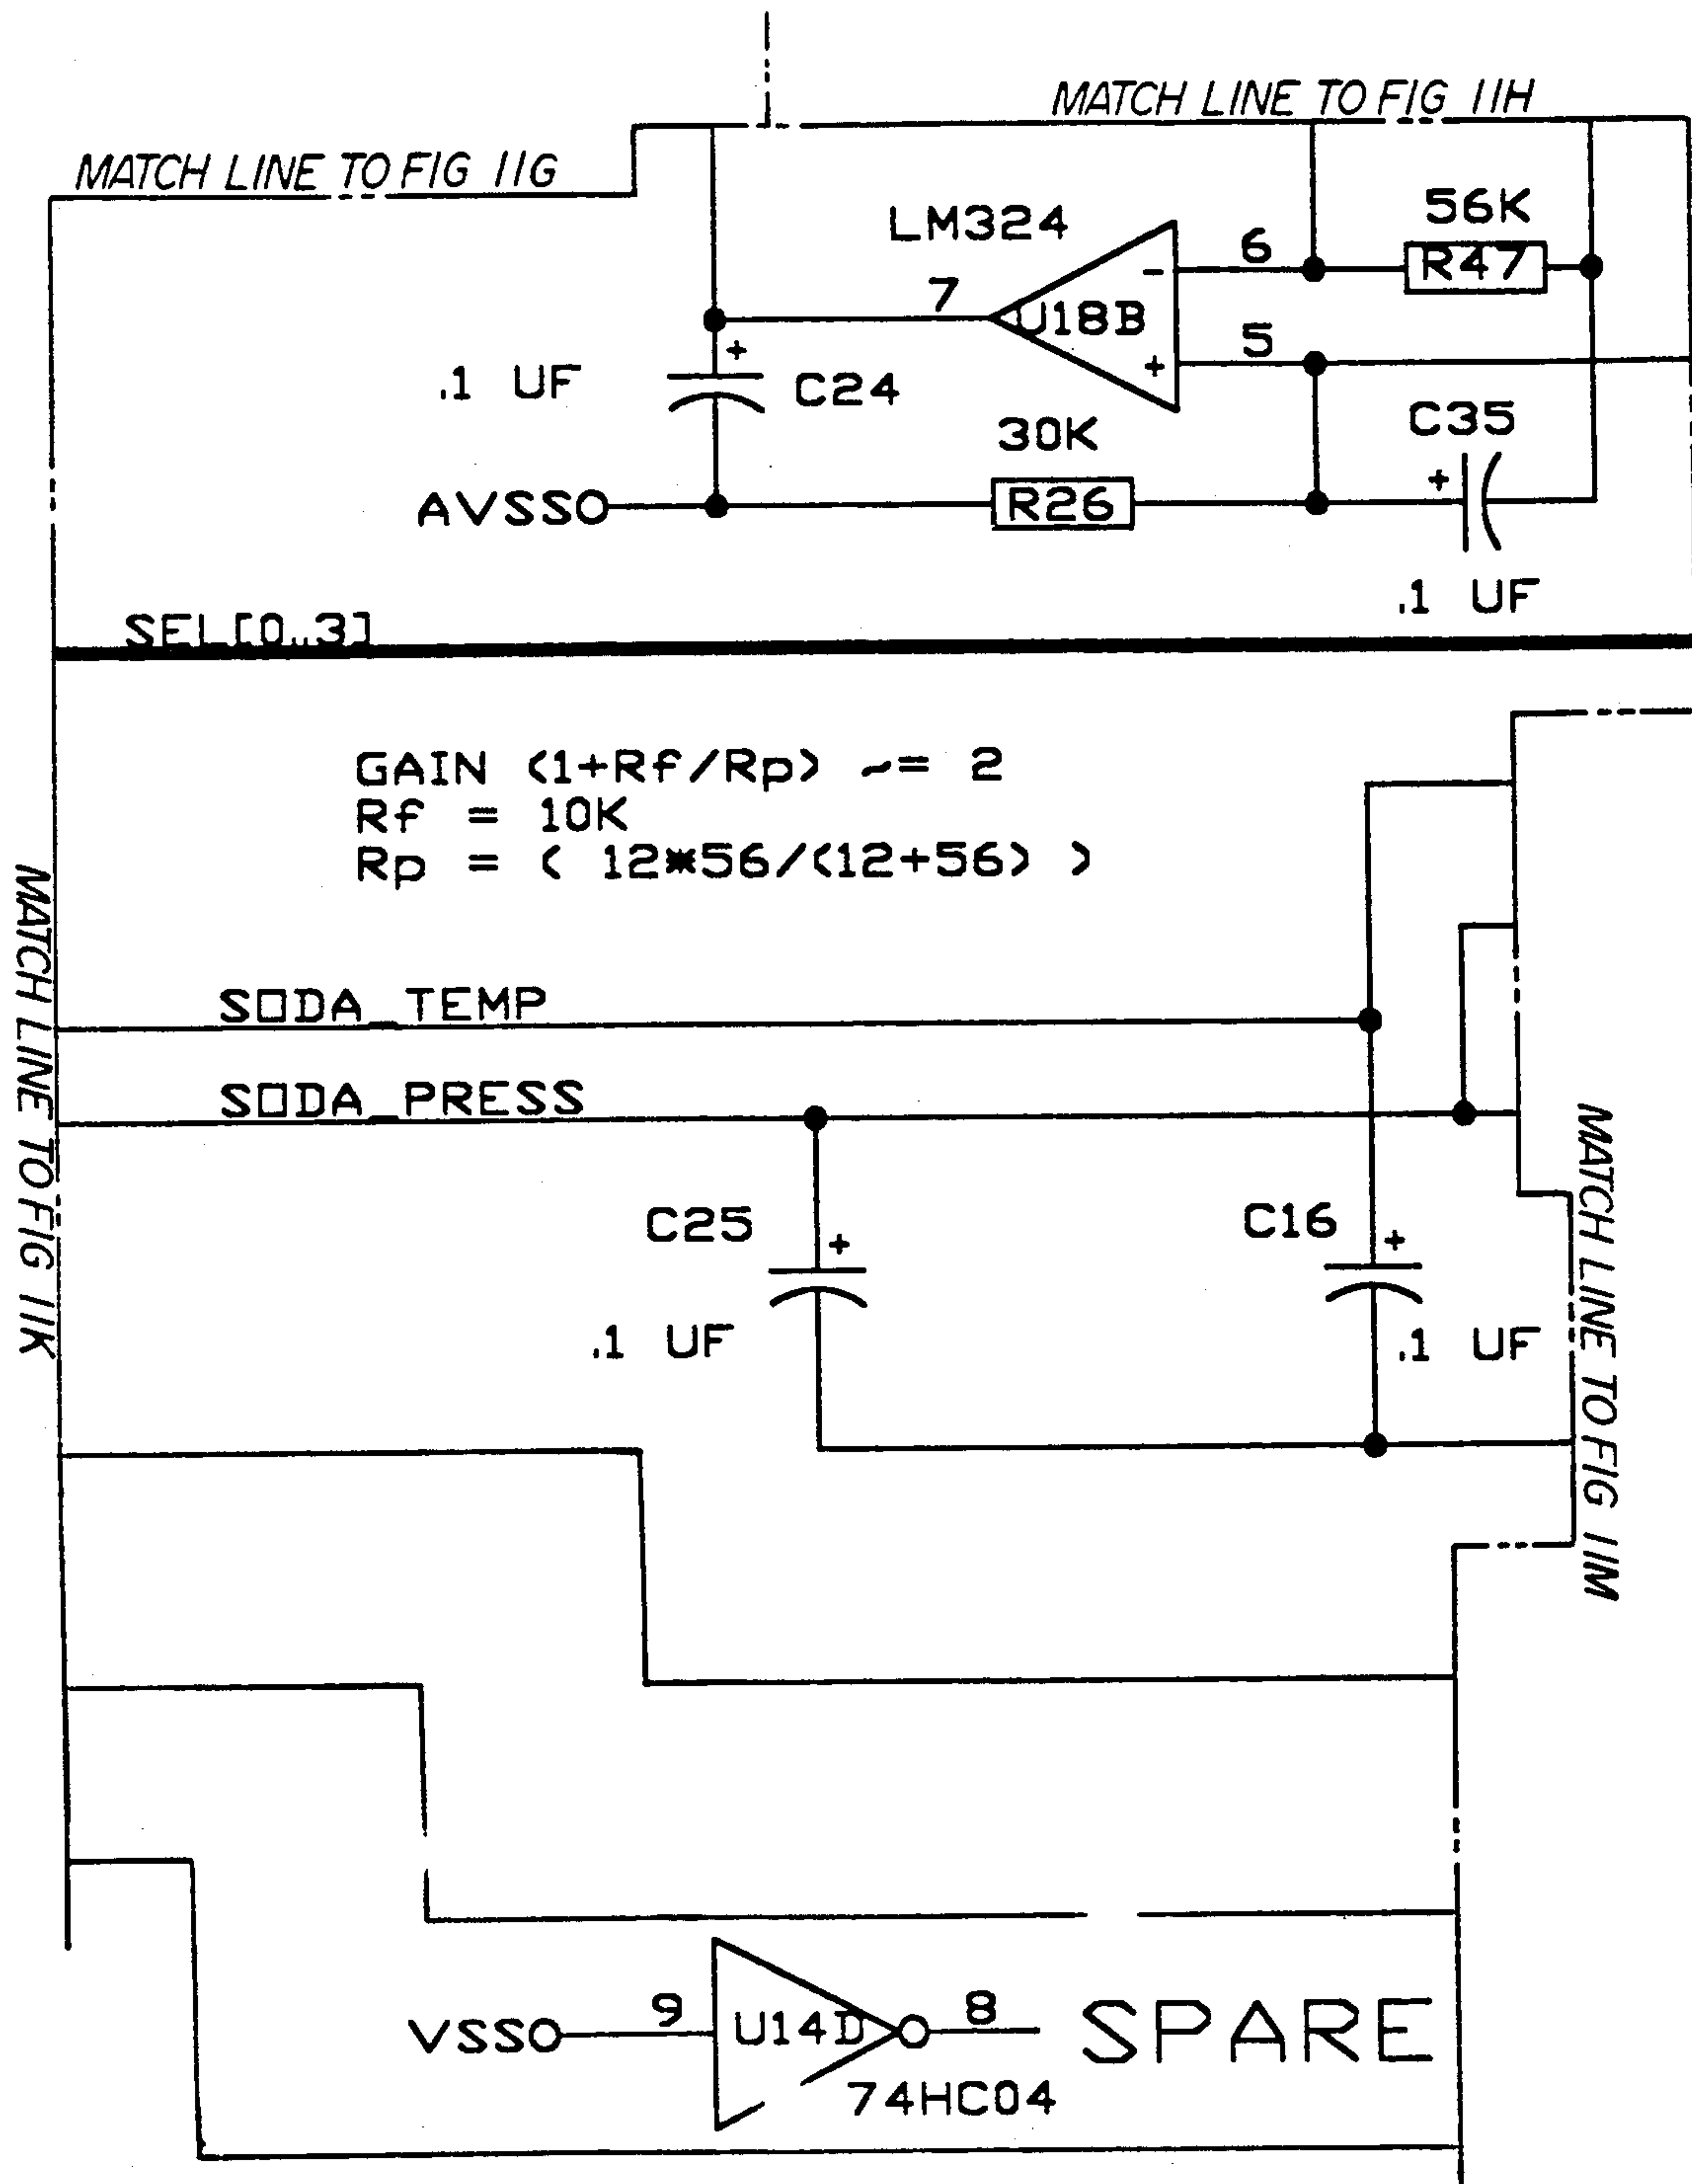 MATCH LINE TO FIG 11H
MATCH LINE TO FIG 11G
LM324
56K
6
R47
7
-
U18B
5
+
+
.1 UF
C24
C35
30K
+
AVSS
R26
.1 UF
SEL[0..3]
GAIN (1+Rf/Rp) ~= 2
Rf = 10K
Rp = ( 12*56/(12+56) )
MATCH LINE TO FIG 11K
SODA_TEMP
SODA_PRESS
MATCH LINE TO FIG 11M
C25
+
C16
+
.1 UF
.1 UF
VSS
9
U14D
8
SPARE
74HC04